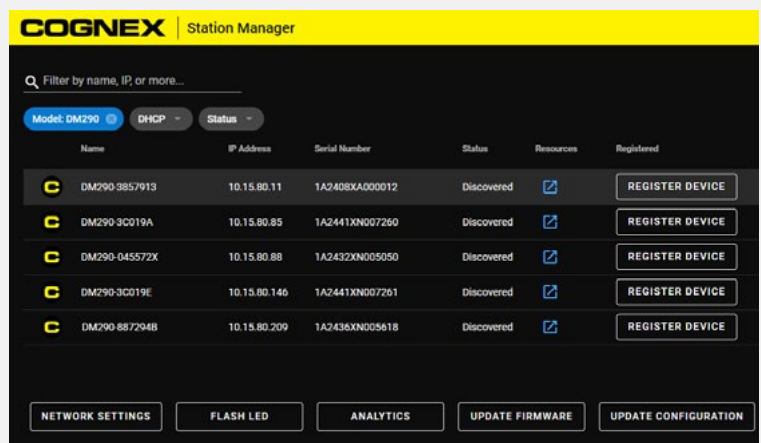 COGNEX Station Manager
Filter by name, IP, or more...
Model: DM290 DHCP Status
Name IP Address Serial Number Status Resources Registered
DM290-3857913 10.15.80.11 1A2408XA000012 Discovered REGISTER DEVICE
DM290-3C019A 10.15.80.85 1A2441XN007260 Discovered REGISTER DEVICE
DM290-045572X 10.15.80.88 1A2432XN005050 Discovered REGISTER DEVICE
DM290-3C019E 10.15.80.146 1A2441XN007261 Discovered REGISTER DEVICE
DM290-887294B 10.15.80.209 1A2436XN005618 Discovered REGISTER DEVICE
NETWORK SETTINGS FLASH LED ANALYTICS UPDATE FIRMWARE UPDATE CONFIGURATION